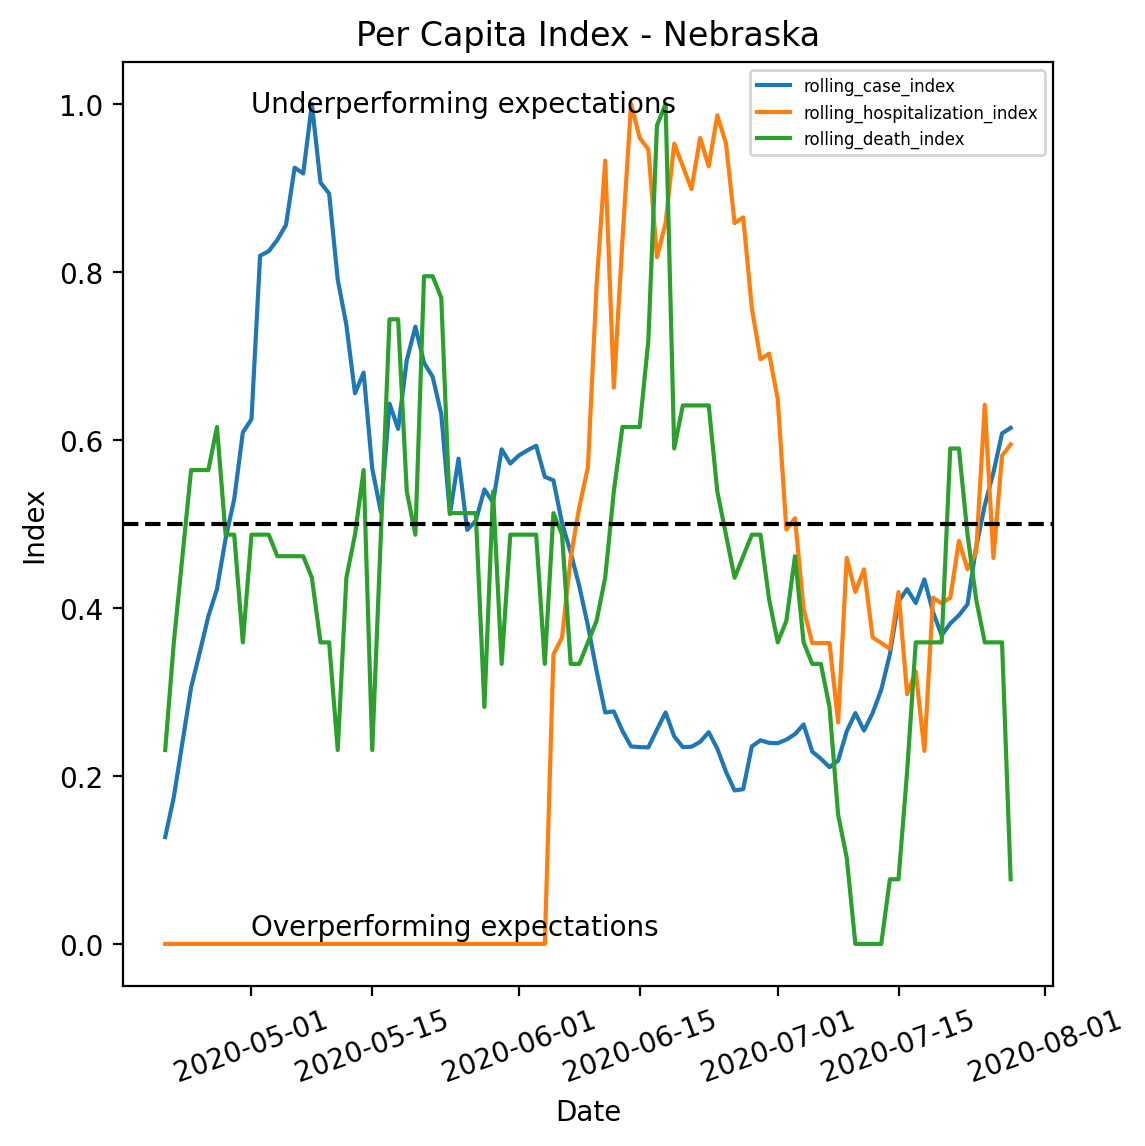 Per Capita Index - Nebraska
Underperforming expectations
rolling_case_index
rolling_hospitalization_index
rolling_death_index
1.0
0.8
0.6
0.4
0.2
0.0
Index
Overperforming expectations
2020-05-01
2020-05-15
2020-06-01
2020-06-15
2020-07-01
2020-07-15
2020-08-01
Date